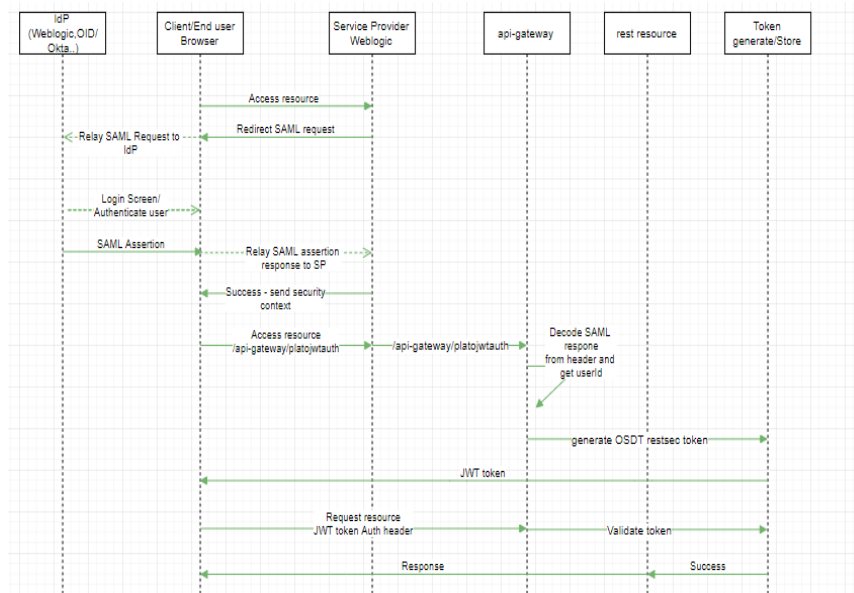 IdP
(Weblogic,OID/
Okta..)
Client/End user
Browser
Service Provider
Weblogic
api-gateway
rest resource
Token
generate/Store
Access resource
Redirect SAML request
Relay SAML Request to
IdP
Login Screen/
Authenticate user
SAML Assertion
Relay SAML assertion
response to SP
Success - send security
context
Access resource
/api-gateway/platojwtauth
/api-gateway/platojwtauth
Decode SAML
respone
from header and
get userId
generate OSDT restsec token
JWT token
Request resource
JWT token Auth header
Validate token
Response
Success